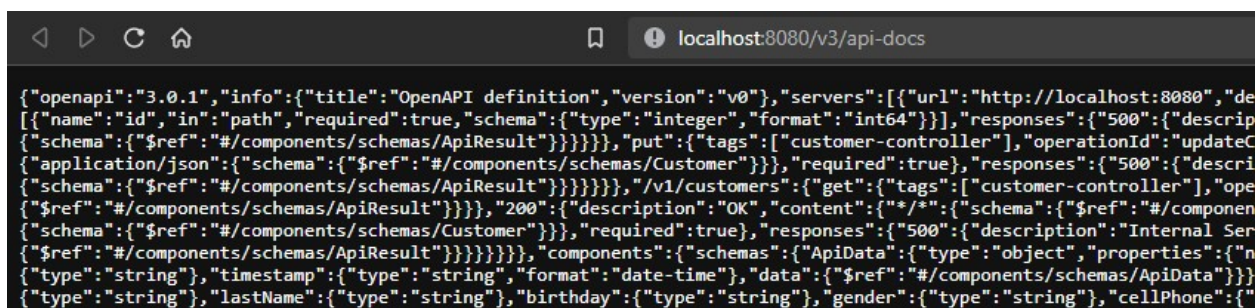 localhost:8080/v3/api-docs
{"openapi":"3.0.1","info":{"title":"OpenAPI definition","version":"v0"},"servers":[{"url":"http://localhost:8080","de
[{"name":"id","in":"path","required":true,"schema":{"type":"integer","format":"int64"}}],"responses":{"500":{"descrip
{"schema":{"$ref":"#/components/schemas/ApiResult"}}}}}},"put":{"tags":["customer-controller"],"operationId":"updateC
{"application/json":{"schema":{"$ref":"#/components/schemas/Customer"}}},"required":true},"responses":{"500":{"descri
{"schema":{"$ref":"#/components/schemas/ApiResult"}}}}}}},"/v1/customers":{"get":{"tags":["customer-controller"],"ope
{"$ref":"#/components/schemas/ApiResult"}}}},"200":{"description":"OK","content":{"*/*":{"schema":{"$ref":"#/componen
{"schema":{"$ref":"#/components/schemas/Customer"}}},"required":true},"responses":{"500":{"description":"Internal Ser
{"$ref":"#/components/schemas/ApiResult"}}}}}}}},"components":{"schemas":{"ApiData":{"type":"object","properties":{"n
{"type":"string"},"timestamp":{"type":"string","format":"date-time"},"data":{"$ref":"#/components/schemas/ApiData"}}}
{"type":"string"},"lastName":{"type":"string"},"birthday":{"type":"string"},"gender":{"type":"string"},"cellPhone":{"